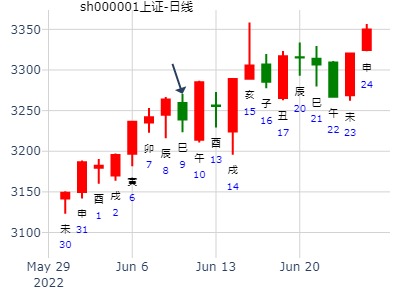 sh000001上证-日线
3350
3300
3250
3200
3150
3100
未
30
申
31
酉
1
戌
2
寅
6
卯
7
辰
8
巳
9
午
10
酉
13
戌
14
亥
15
子
16
丑
17
辰
20
巳
21
午
22
未
23
申
24
May 29
2022
Jun 6
Jun 13
Jun 20